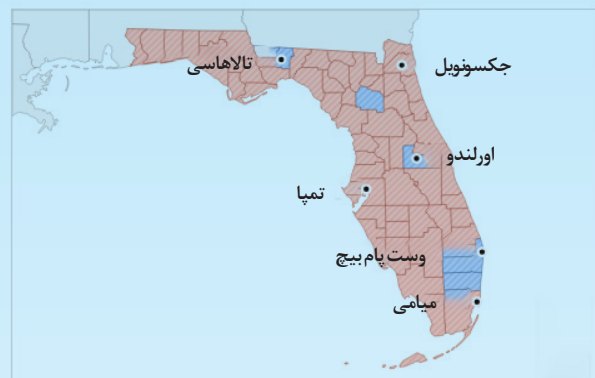 تالاهاسی
جکسونویل
اورلندو
تمپا
وست پام بیچ
میامی